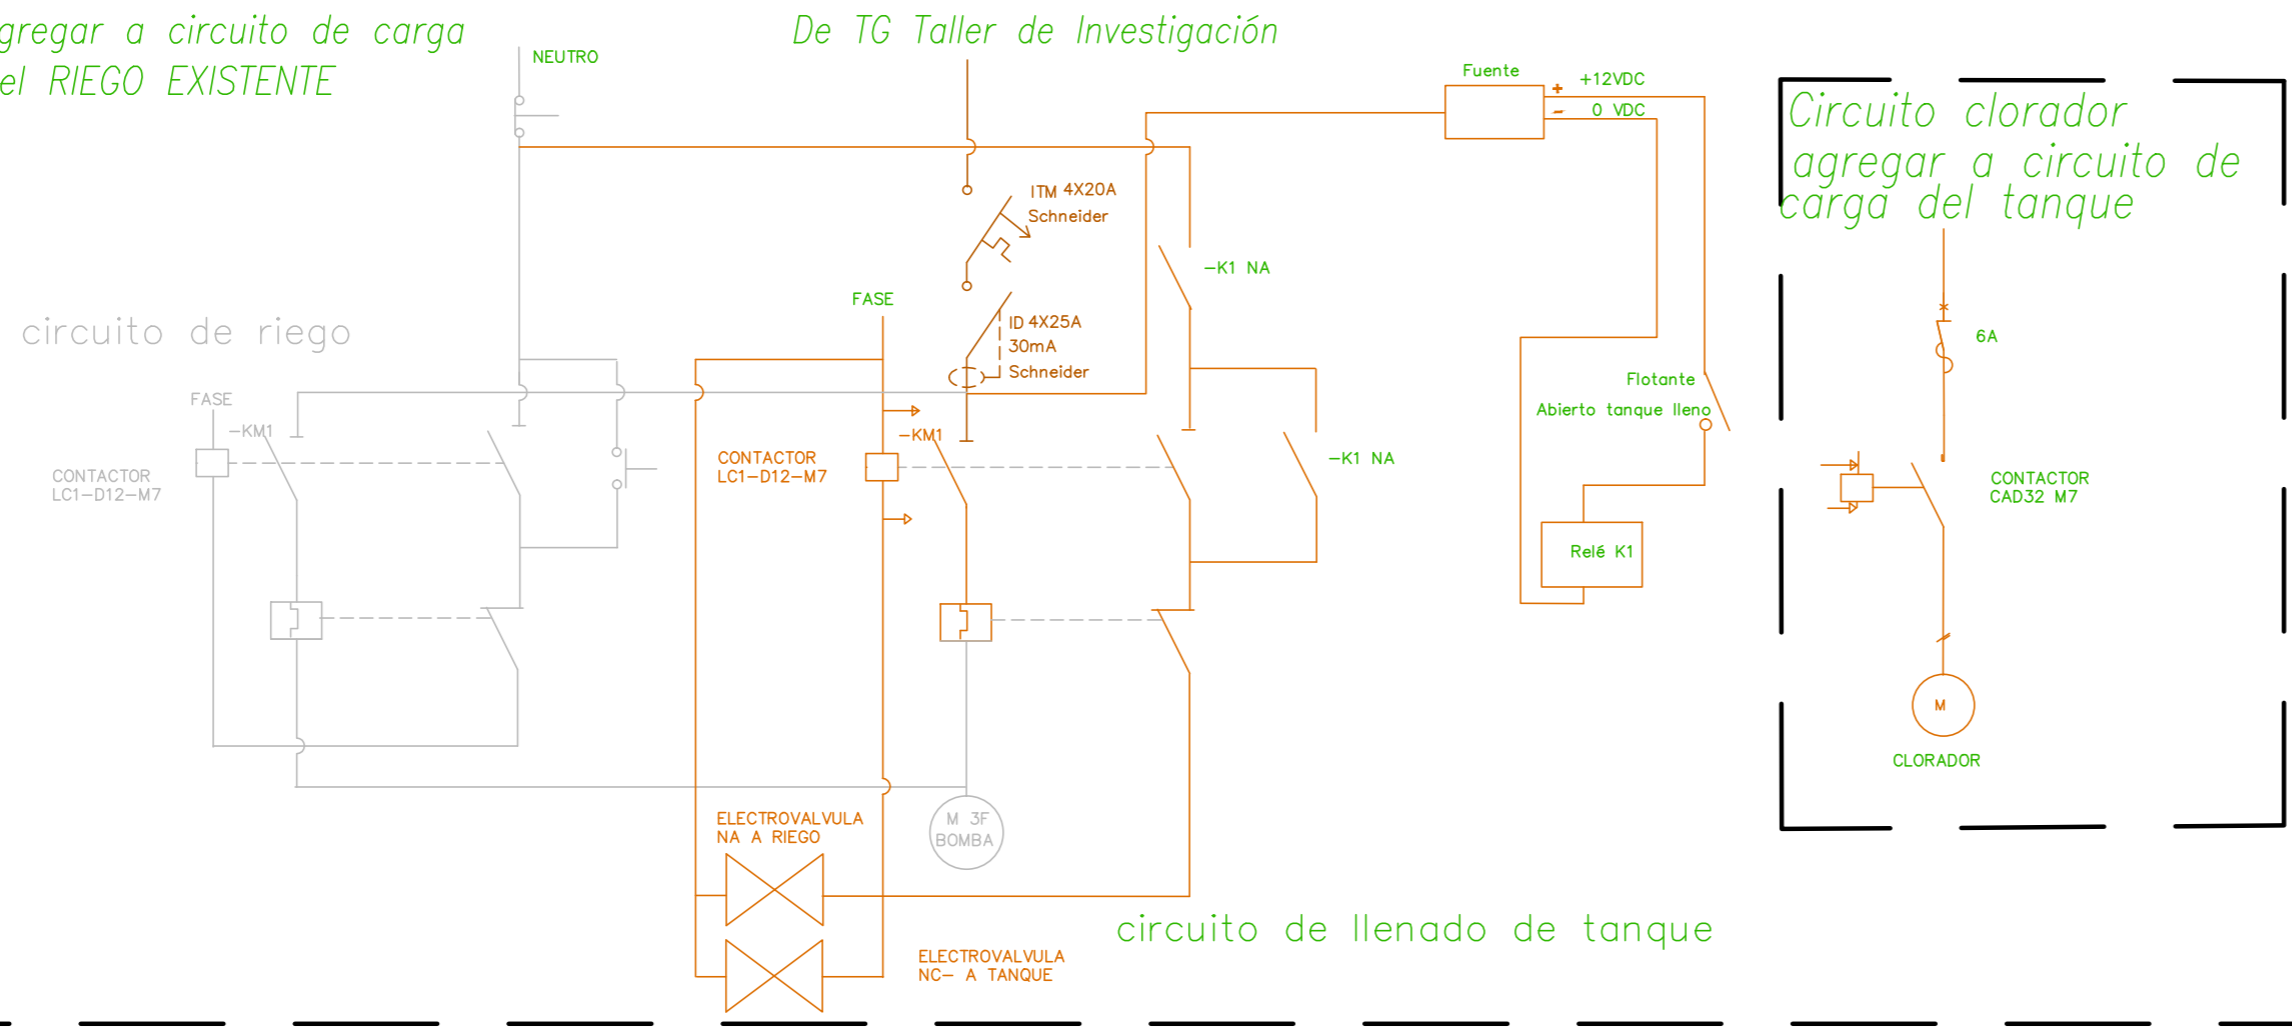 gregar a circuito de carga
el RIEGO EXISTENTE
NEUTRO
De TG Taller de Investigación
Fuente
+12VDC
0 VDC
+
-
Circuito clorador
agregar a circuito de
carga del tanque
ITM 4X20A
Schneider
-K1 NA
FASE
ID 4X25A
30mA
Schneider
6A
circuito de riego
FASE
-KM1
CONTACTOR
LC1-D12-M7
-KM1
CONTACTOR
LC1-D12-M7
-K1 NA
Flotante
Abierto tanque lleno
Relé K1
CONTACTOR
CAD32 M7
M
CLORADOR
ELECTROVALVULA
NA A RIEGO
M 3F
BOMBA
circuito de llenado de tanque
ELECTROVALVULA
NC- A TANQUE